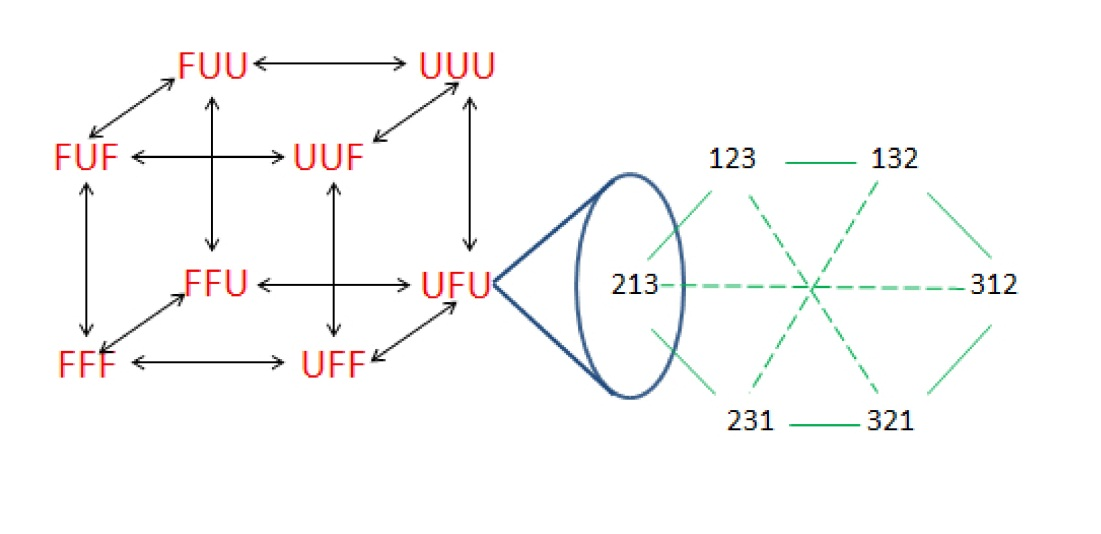 FUU UUU
FUF UUF 123 132
FFU UFU 213 312
FFF UFF
231 321